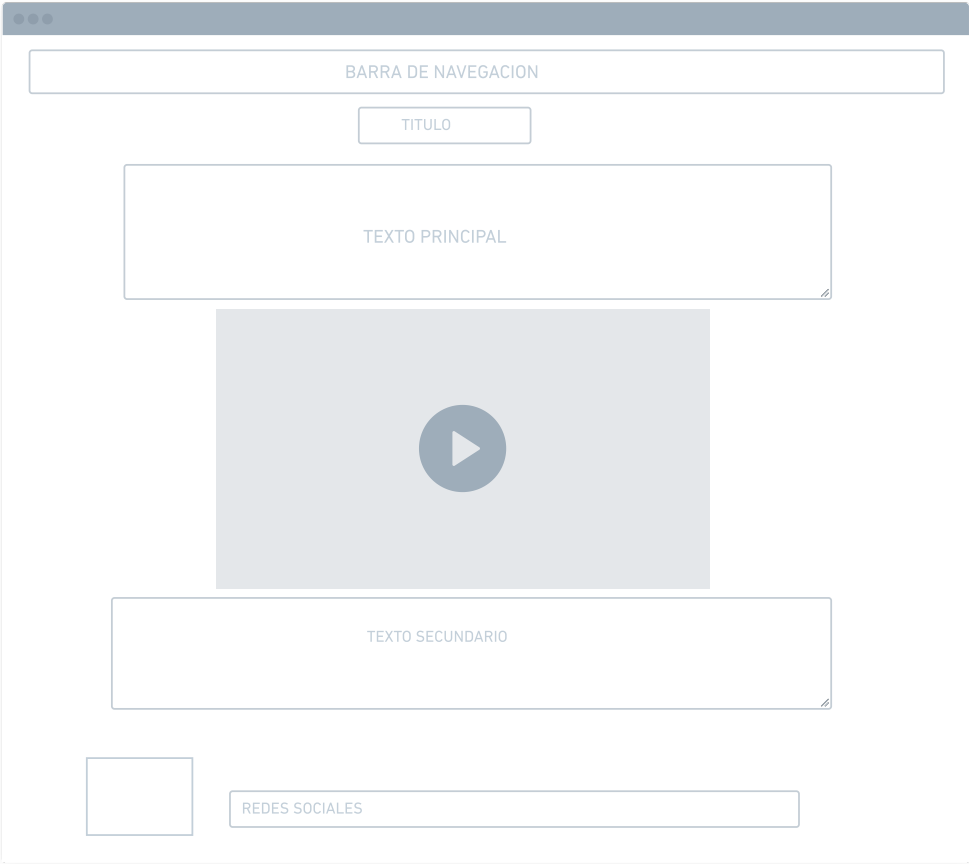 BARRA DE NAVEGACION
TITULO
TEXTO PRINCIPAL
TEXTO SECUNDARIO
REDES SOCIALES